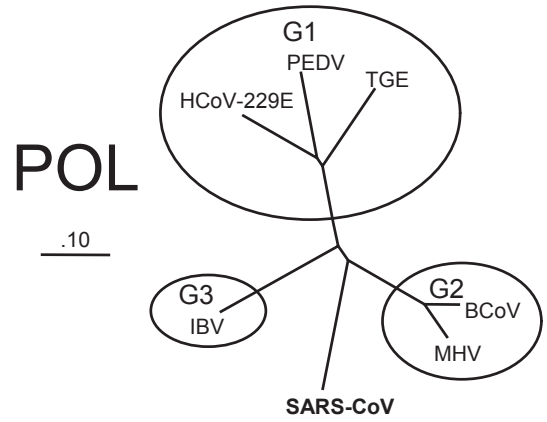 G1
PEDV
TGE
HCoV-229E
POL
.10
G3
IBV
G2
BCoV
MHV
SARS-CoV